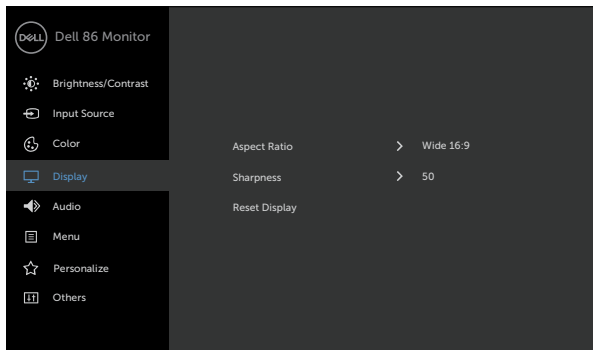 DELL Dell 86 Monitor
Brightness/Contrast
Input Source
Color
Aspect Ratio Wide 16:9
Display
Sharpness 50
Audio
Reset Display
Menu
Personalize
Others